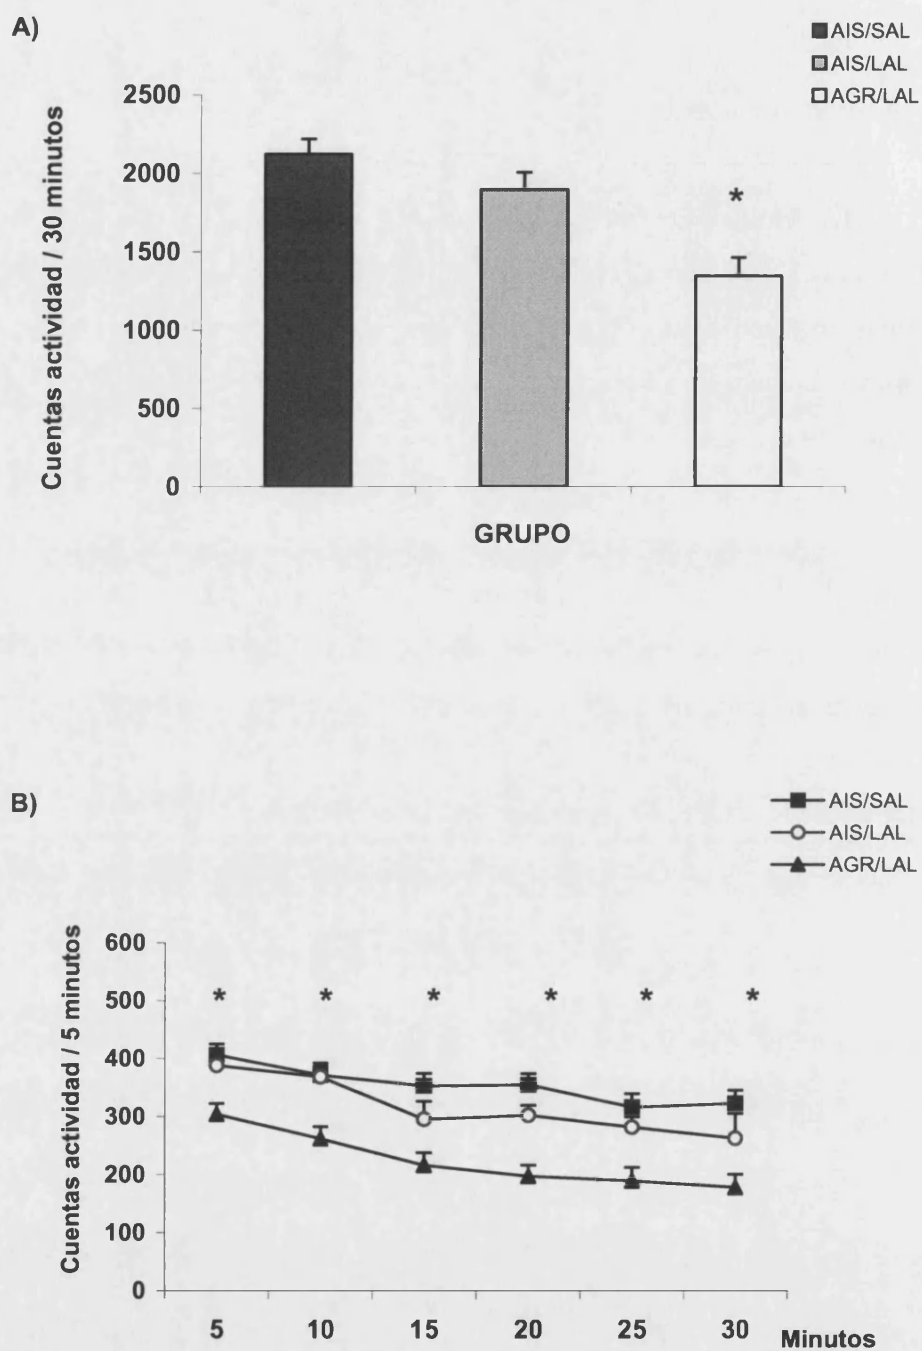 A)
AIS/SAL
AIS/LAL
AGR/LAL
Cuentas actividad / 30 minutos
2500
2000
1500
1000
500
0
*
GRUPO
B)
AIS/SAL
AIS/LAL
AGR/LAL
Cuentas actividad / 5 minutos
600
500
400
300
200
100
0
* * * * * *
5 10 15 20 25 30 Minutos